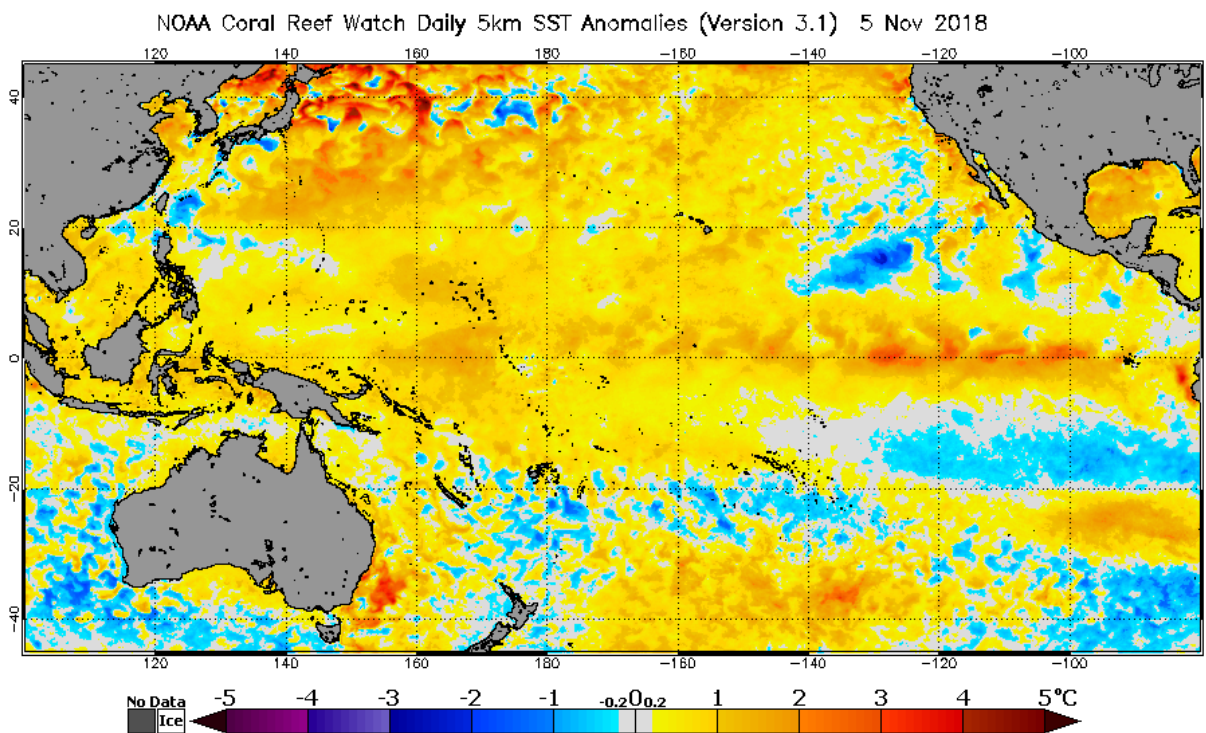 NOAA Coral Reef Watch Daily 5km SST Anomalies (Version 3.1) 5 Nov 2018
120 140 160 180 -160 -140 -120 -100
40
20
0
-20
-40
120 140 160 180 -160 -140 -120 -100
No Data -5 -4 -3 -2 -1 -0.2 0 0.2 1 2 3 4 5°C
Ice